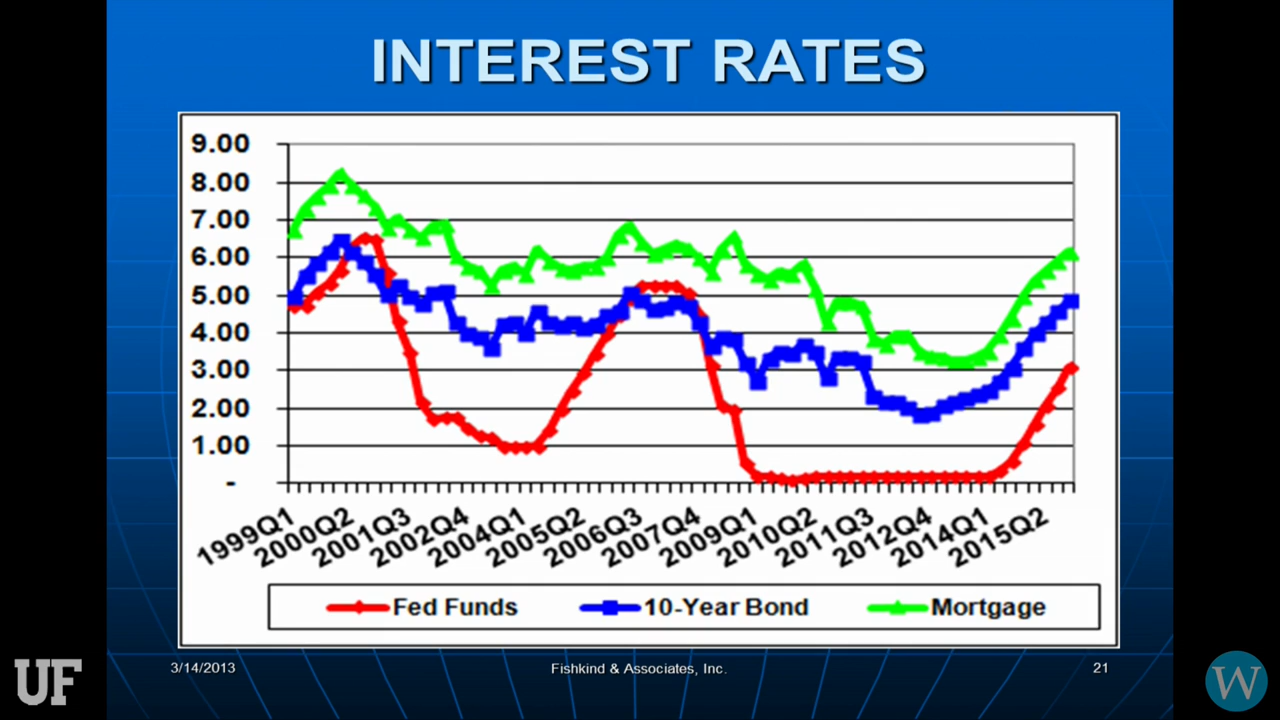 INTEREST RATES
9.00
8.00
7.00
6.00
5.00
4.00
3.00
2.00
1.00
-
1999Q1
2000Q2
2001Q3
2002Q4
2004Q1
2005Q2
2006Q3
2007Q4
2009Q1
2010Q2
2011Q3
2012Q4
2014Q1
2015Q2
Fed Funds 10-Year Bond Mortgage
3/14/2013 Fishkind & Associates, Inc. 21
UF W